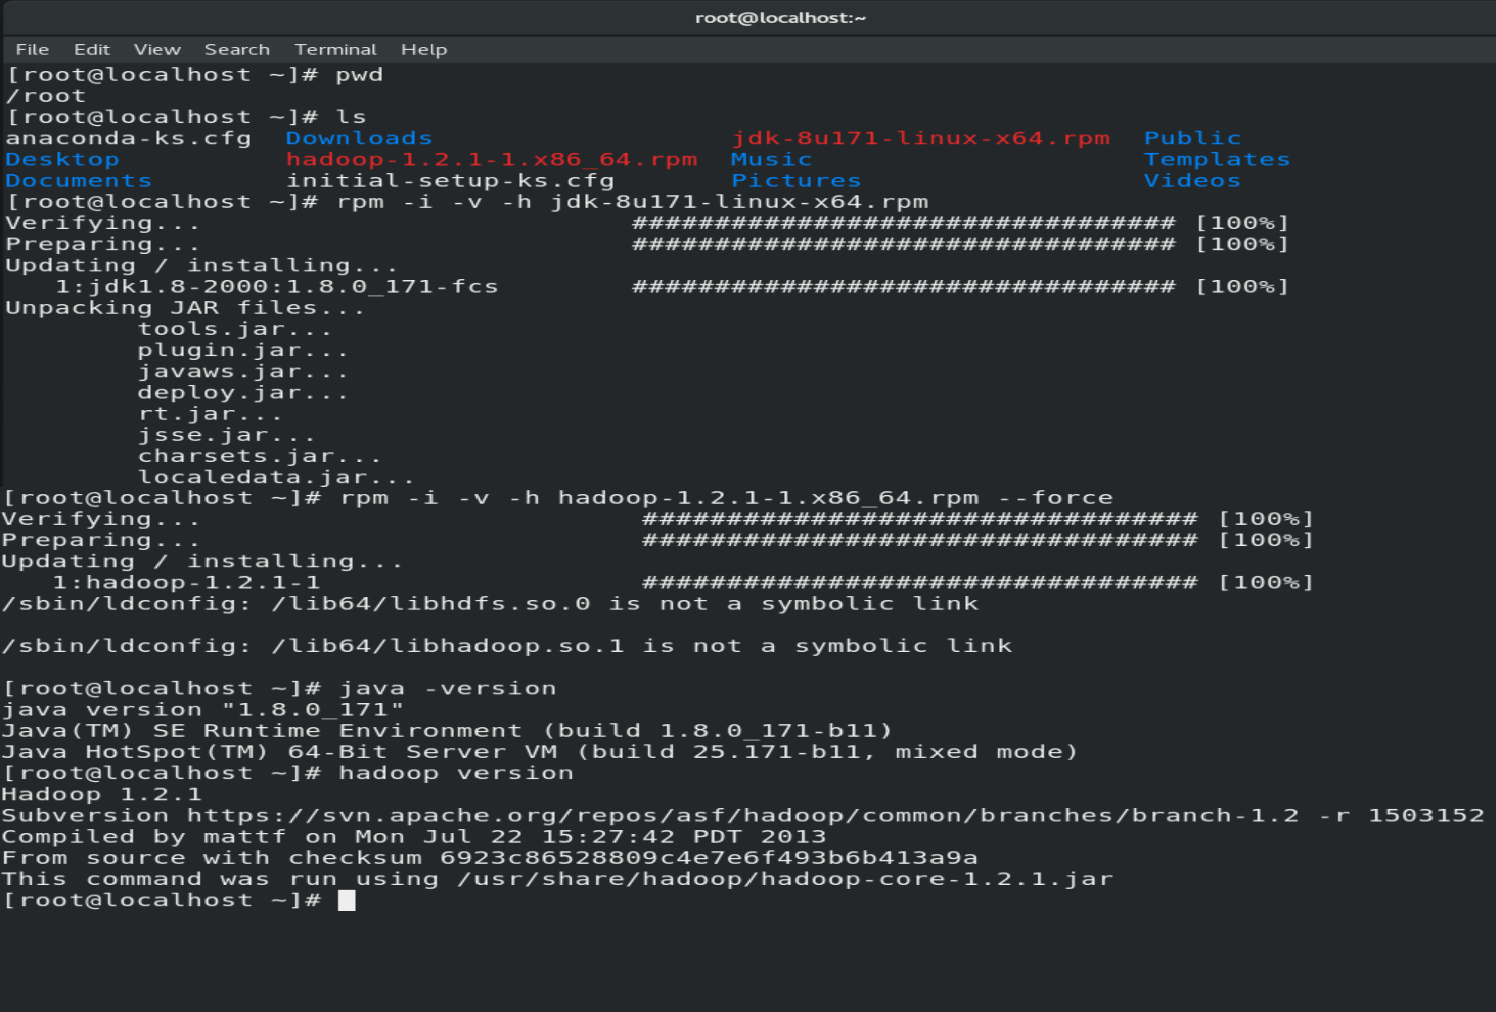 root@localhost:~
File Edit View Search Terminal Help
[root@localhost ~]# pwd
/root
[root@localhost ~]# ls
anaconda-ks.cfg  Downloads                  jdk-8u171-linux-x64.rpm  Public
Desktop          hadoop-1.2.1-1.x86_64.rpm  Music                    Templates
Documents        initial-setup-ks.cfg       Pictures                 Videos
[root@localhost ~]# rpm -i -v -h jdk-8u171-linux-x64.rpm
Verifying...                          ################################# [100%]
Preparing...                          ################################# [100%]
Updating / installing...
   1:jdk1.8-2000:1.8.0_171-fcs        ################################# [100%]
Unpacking JAR files...
        tools.jar...
        plugin.jar...
        javaws.jar...
        deploy.jar...
        rt.jar...
        jsse.jar...
        charsets.jar...
        localedata.jar...
[root@localhost ~]# rpm -i -v -h hadoop-1.2.1-1.x86_64.rpm --force
Verifying...                          ################################# [100%]
Preparing...                          ################################# [100%]
Updating / installing...
   1:hadoop-1.2.1-1                   ################################# [100%]
/sbin/ldconfig: /lib64/libhdfs.so.0 is not a symbolic link
/sbin/ldconfig: /lib64/libhadoop.so.1 is not a symbolic link
[root@localhost ~]# java -version
java version "1.8.0_171"
Java(TM) SE Runtime Environment (build 1.8.0_171-b11)
Java HotSpot(TM) 64-Bit Server VM (build 25.171-b11, mixed mode)
[root@localhost ~]# hadoop version
Hadoop 1.2.1
Subversion https://svn.apache.org/repos/asf/hadoop/common/branches/branch-1.2 -r 1503152
Compiled by mattf on Mon Jul 22 15:27:42 PDT 2013
From source with checksum 6923c86528809c4e7e6f493b6b413a9a
This command was run using /usr/share/hadoop/hadoop-core-1.2.1.jar
[root@localhost ~]#